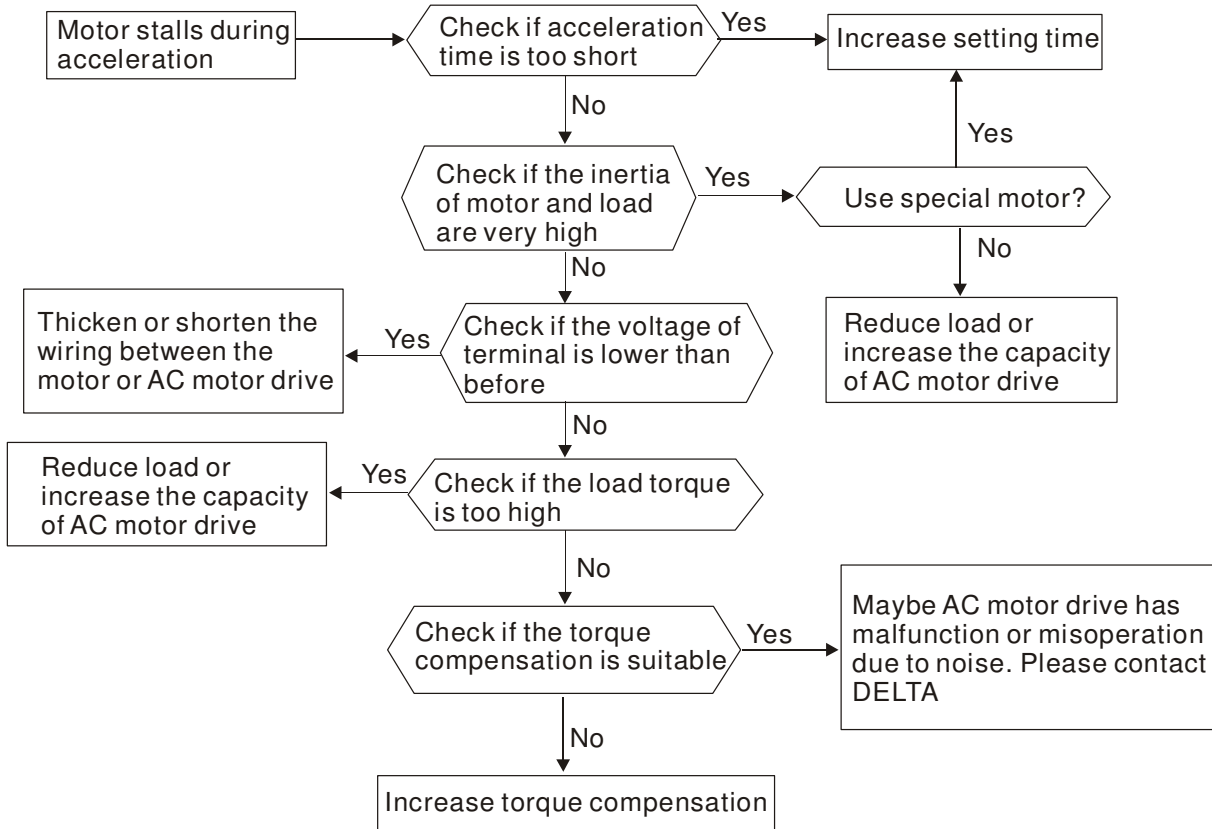 Motor stalls during
acceleration
Check if acceleration
time is too short
Yes
Increase setting time
No
Yes
Check if the inertia
of motor and load
are very high
Yes
Use special motor?
No
No
Thicken or shorten the
wiring between the
motor or AC motor drive
Yes
Check if the voltage of
terminal is lower than
before
Reduce load or
increase the capacity
of AC motor drive
No
Reduce load or
increase the capacity
of AC motor drive
Yes
Check if the load torque
is too high
No
Check if the torque
compensation is suitable
Yes
Maybe AC motor drive has
malfunction or misoperation
due to noise. Please contact
DELTA
No
Increase torque compensation